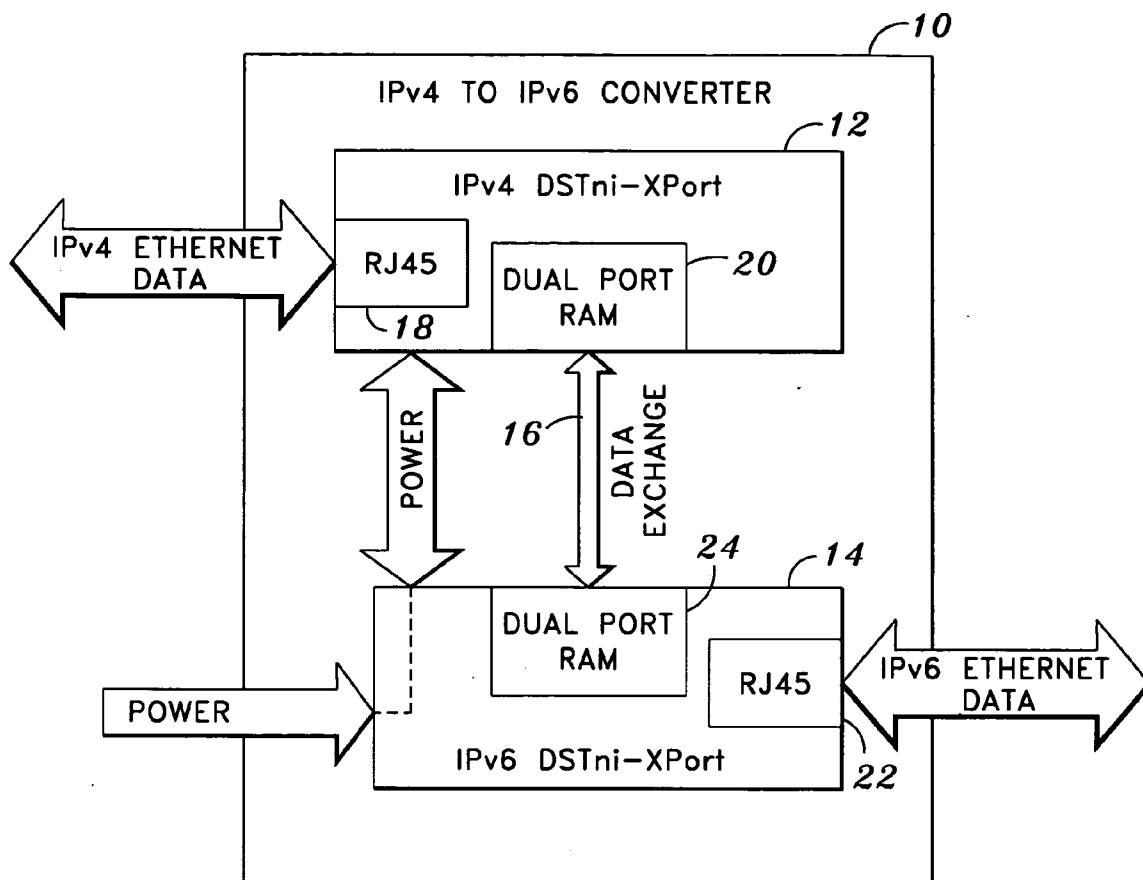 10
IPv4 TO IPv6 CONVERTER
12
IPv4 DSTni-XPort
IPv4 ETHERNET
DATA
RJ45
18
DUAL PORT
RAM
20
POWER
16
DATA
EXCHANGE
24
14
DUAL PORT
RAM
RJ45
IPv6 ETHERNET
DATA
POWER
IPv6 DSTni-XPort
22